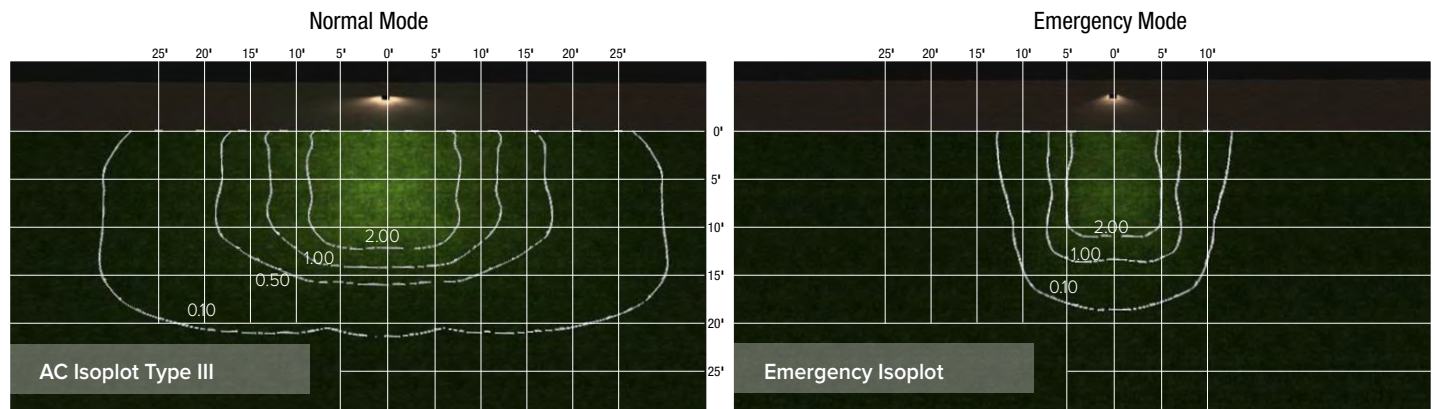 Normal Mode
Emergency Mode
25' 20' 15' 10' 5' 0' 5' 10' 15' 20' 25'
25' 20' 15' 10' 5' 0' 5' 10'
0'
5'
10'
15'
20'
25'
2.00
1.00
0.50
0.10
AC Isoplot Type III
2.00
1.00
0.10
Emergency Isoplot